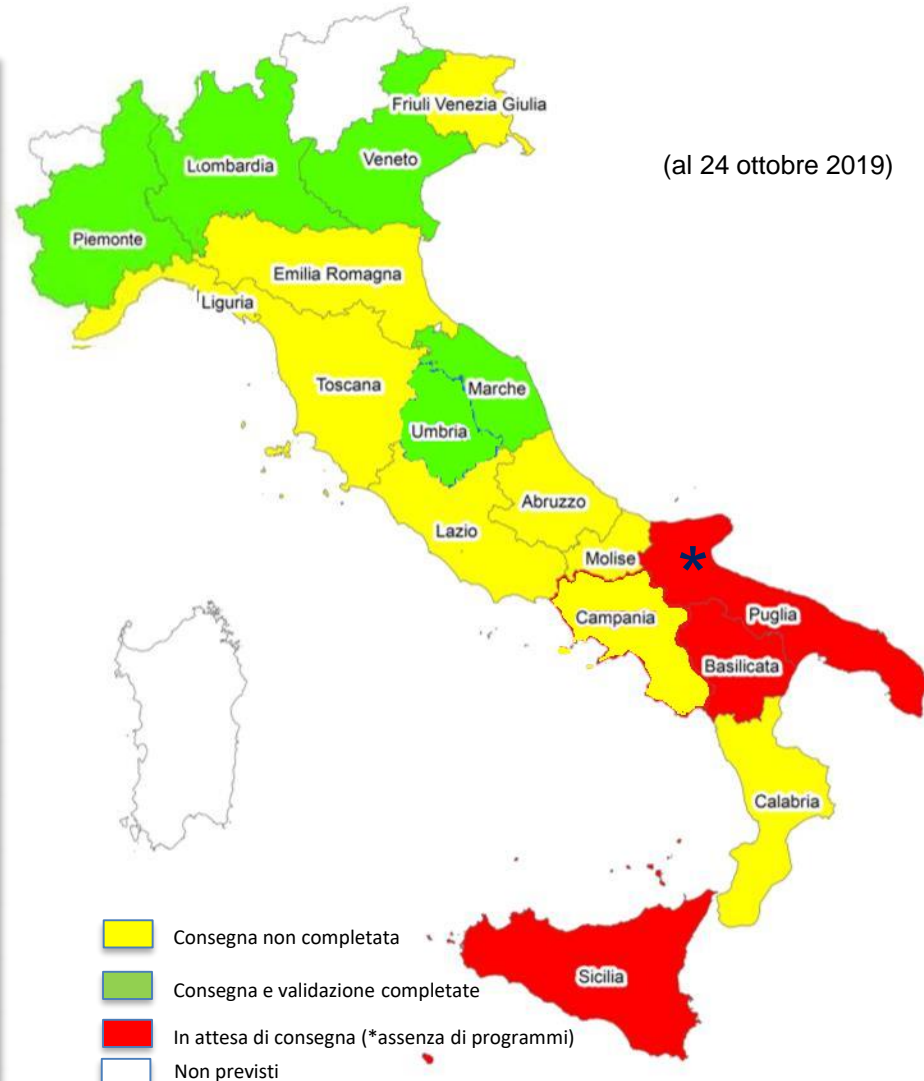 Friuli Venezia Giulia
(al 24 ottobre 2019)
Veneto
Lombardia
Piemonte
Emilia Romagna
Liguria
Toscana
Marche
Umbria
Abruzzo
Lazio
Molise
*
Campania
Puglia
Basilicata
Calabria
Sicilia
Consegna non completata
Consegna e validazione completate
In attesa di consegna (*assenza di programmi)
Non previsti